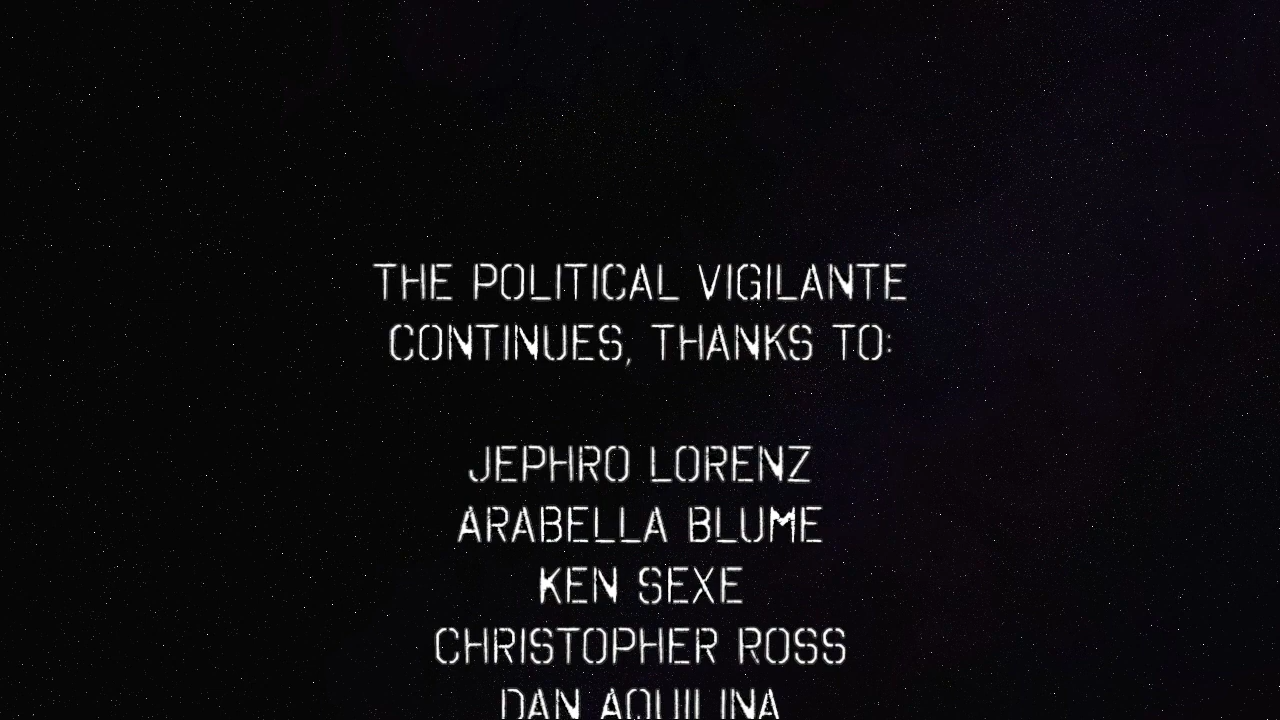 THE POLITICAL VIGILANTE
CONTINUES, THANKS TO:
JEPHRO LORENZ
ARABELLA BLUME
KEN SEXE
CHRISTOPHER ROSS
DAN AQUILINA